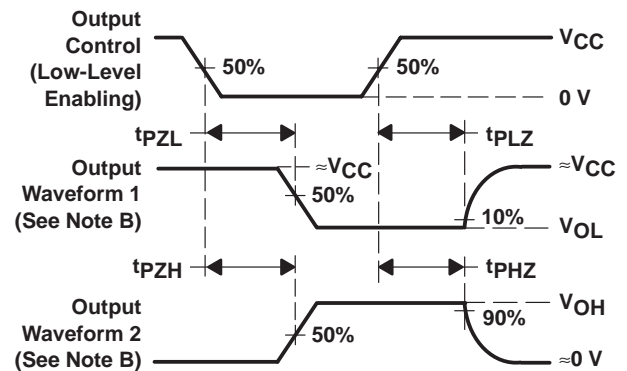 Output
Control
(Low-Level
Enabling)
50%
50%
VCC
0 V
tPZL
tPLZ
Output
Waveform 1
(See Note B)
≈VCC
50%
≈VCC
10%
VOL
tPZH
tPHZ
Output
Waveform 2
(See Note B)
50%
VOH
90%
≈0 V